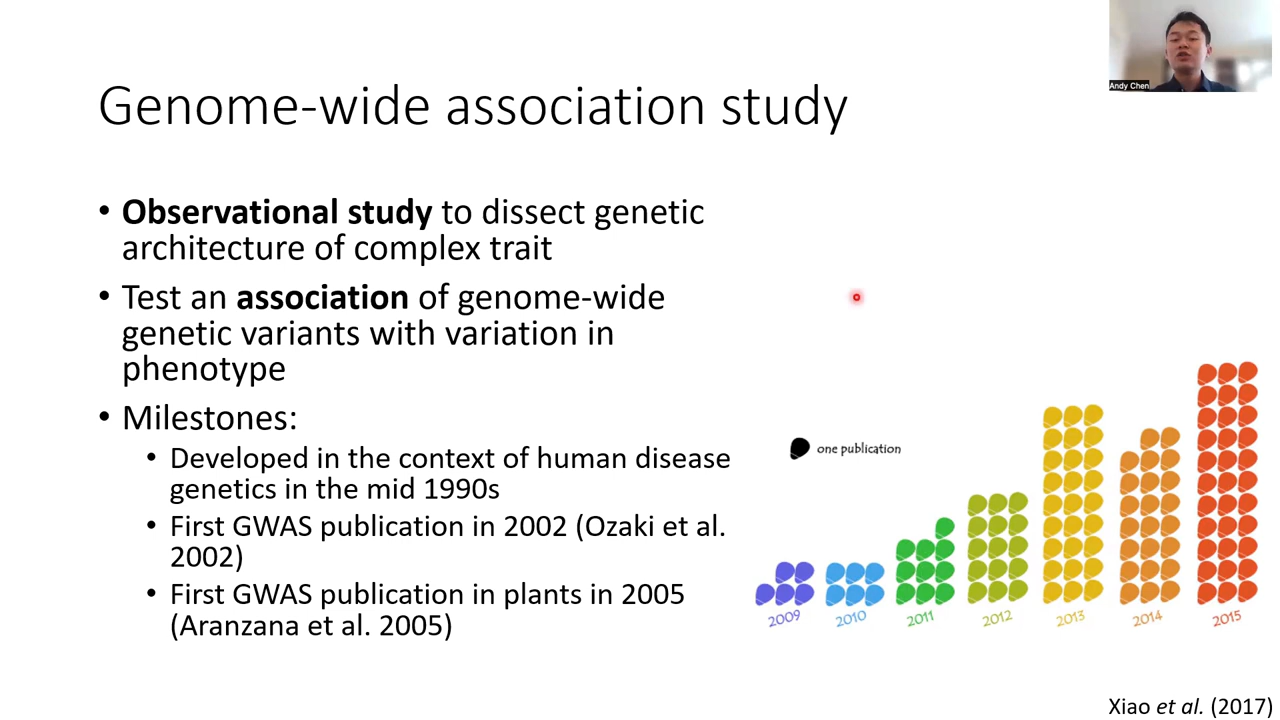 Andy Chen
Genome-wide association study
• Observational study to dissect genetic
architecture of complex trait
• Test an association of genome-wide
genetic variants with variation in
phenotype
• Milestones:
• Developed in the context of human disease
genetics in the mid 1990s
• First GWAS publication in 2002 (Ozaki et al.
2002)
• First GWAS publication in plants in 2005
(Aranzana et al. 2005)
one publication
2009 2010 2011 2012 2013 2014 2015
Xiao et al. (2017)